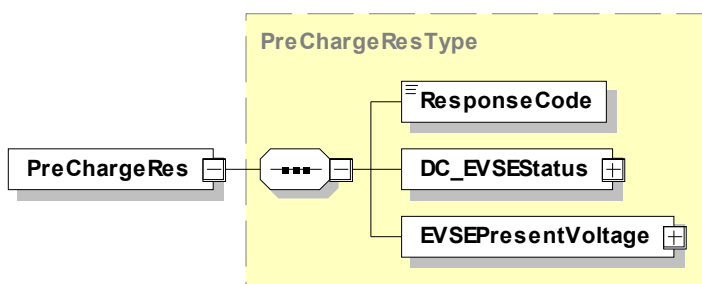 PreChargeResType
ResponseCode
PreChargeRes
DC_EVSEStatus
EVSEPresentVoltage